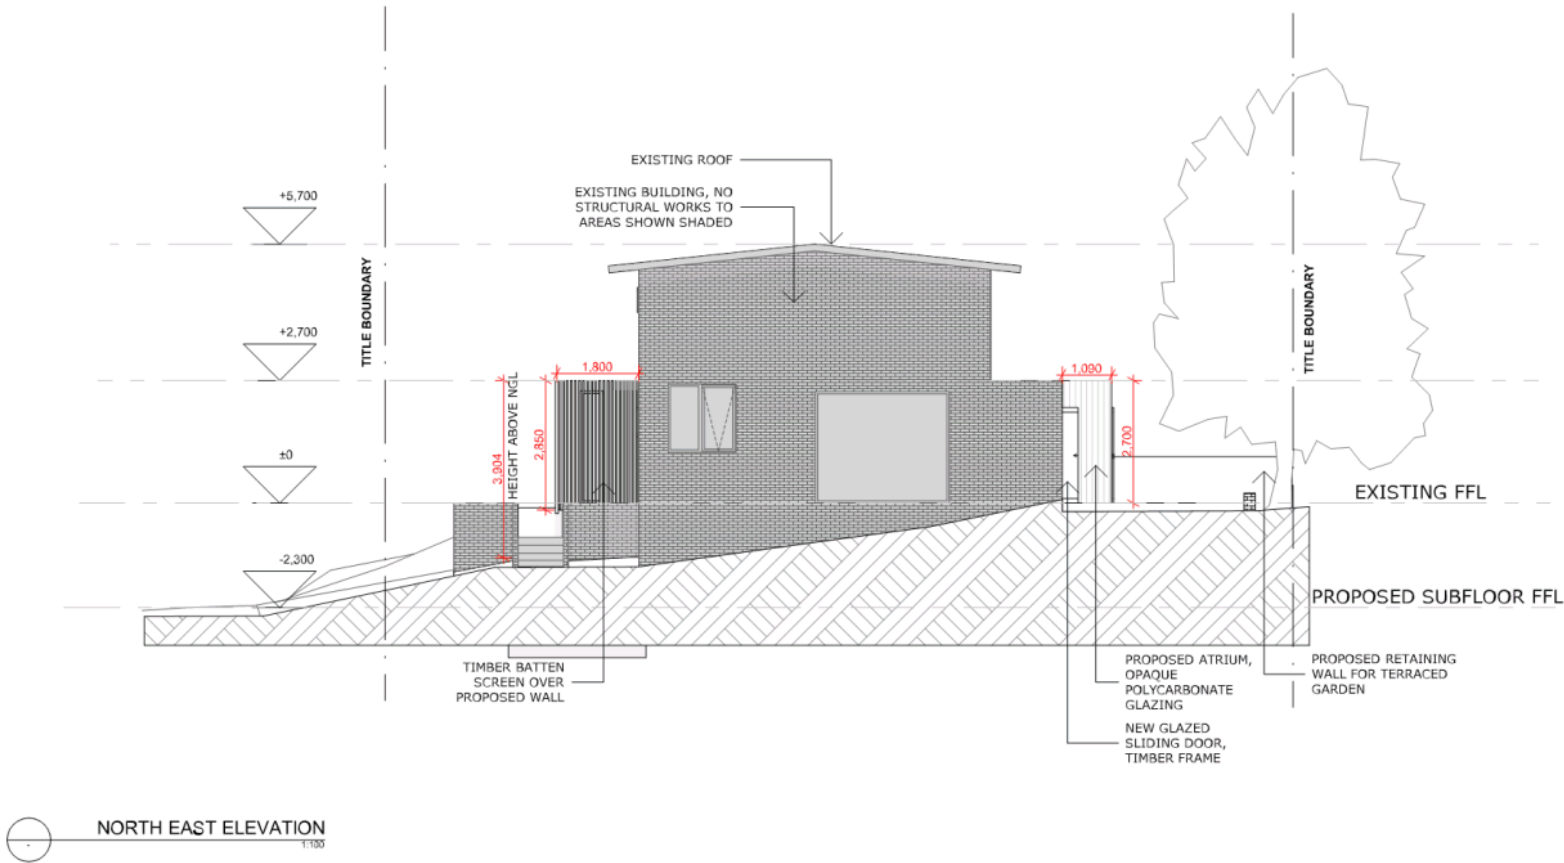 EXISTING ROOF
EXISTING BUILDING, NO
STRUCTURAL WORKS TO
AREAS SHOWN SHADED
+5,700
TITLE BOUNDARY
TITLE BOUNDARY
+2,700
1,800
1,090
HEIGHT ABOVE NGL
3,904
2,850
2,700
±0
EXISTING FFL
-2,300
PROPOSED SUBFLOOR FFL
TIMBER BATTEN
SCREEN OVER
PROPOSED WALL
PROPOSED ATRIUM,
OPAQUE
POLYCARBONATE
GLAZING
PROPOSED RETAINING
WALL FOR TERRACED
GARDEN
NEW GLAZED
SLIDING DOOR,
TIMBER FRAME
NORTH EAST ELEVATION
1:100